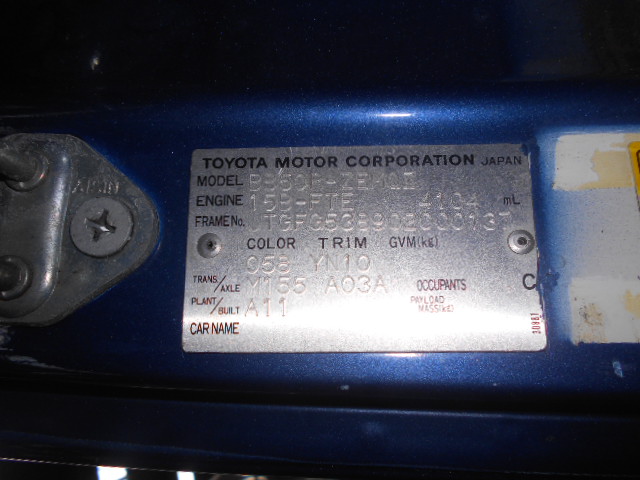 AISIN
TOYOTA MOTOR CORPORATION JAPAN
MODEL
ENGINE 15B-FTE 4104 mL
FRAME No.
COLOR TRIM GVM(kg)
058 YN10
TRANS/AXLE M155 A03A OCCUPANTS C
PLANT/BUILT A11 PAYLOAD MASS(kg)
CAR NAME